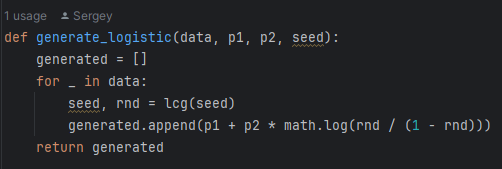 1 usage Sergey
def generate_logistic(data, p1, p2, seed):
    generated = []
    for _ in data:
        seed, rnd = lcg(seed)
        generated.append(p1 + p2 * math.log(rnd / (1 - rnd)))
    return generated